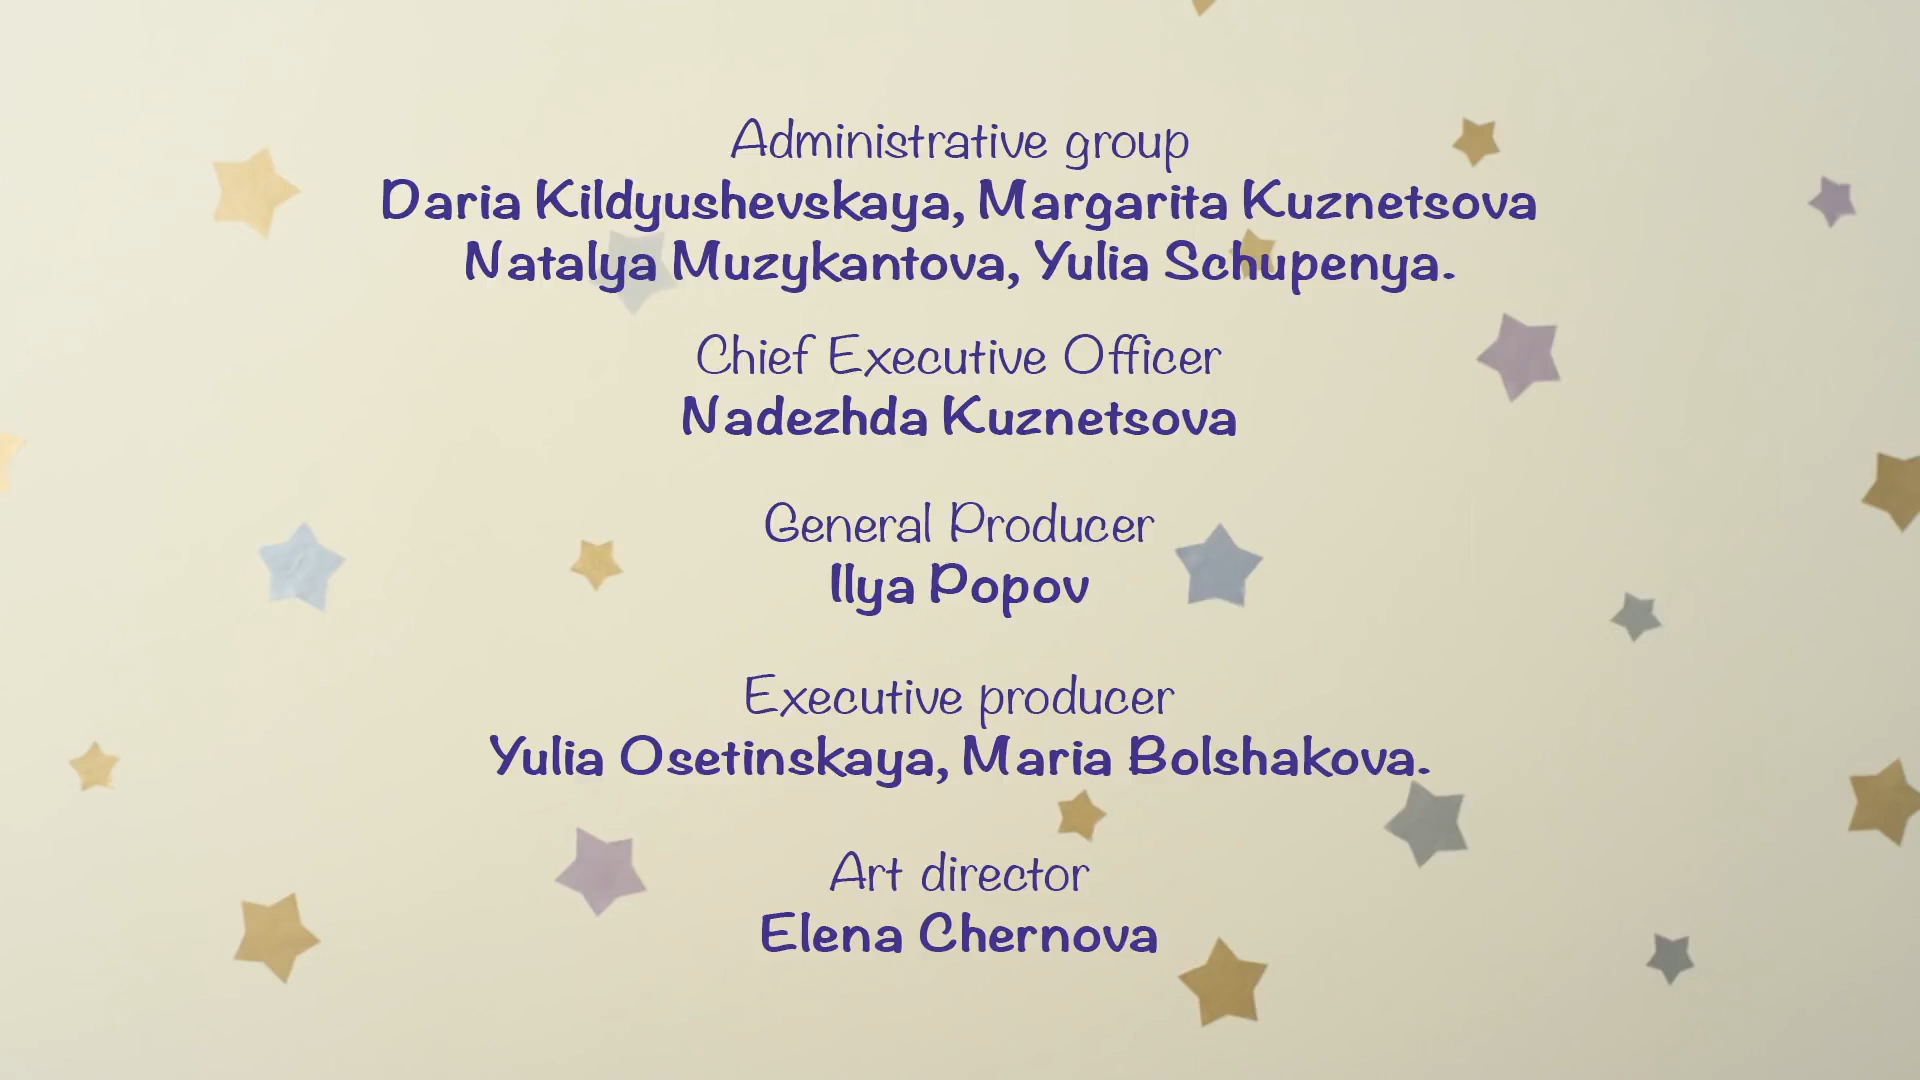 Administrative group
Daria Kildyushevskaya, Margarita Kuznetsova
Natalya Muzykantova, Yulia Schupenya.
Chief Executive Officer
Nadezhda Kuznetsova
General Producer
Ilya Popov
Executive producer
Yulia Osetinskaya, Maria Bolshakova.
Art director
Elena Chernova